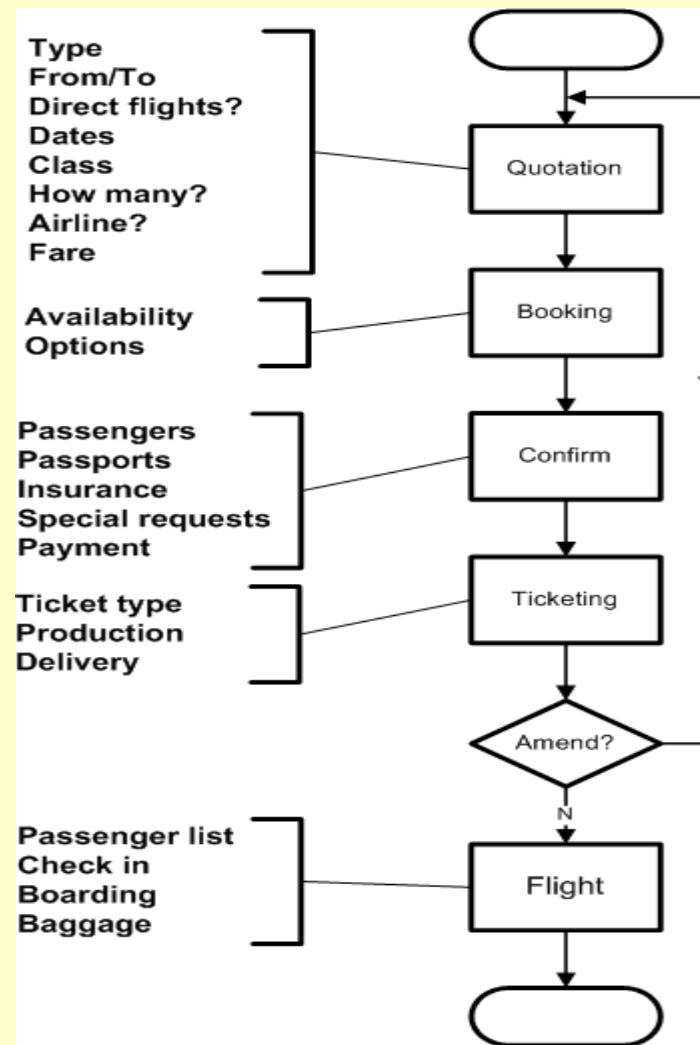 Type
From/To
Direct flights?
Dates
Class
How many?
Airline?
Fare
Quotation
Availability
Options
Booking
Passengers
Passports
Insurance
Special requests
Payment
Confirm
Ticket type
Production
Delivery
Ticketing
Amend?
N
Passenger list
Check in
Boarding
Baggage
Flight